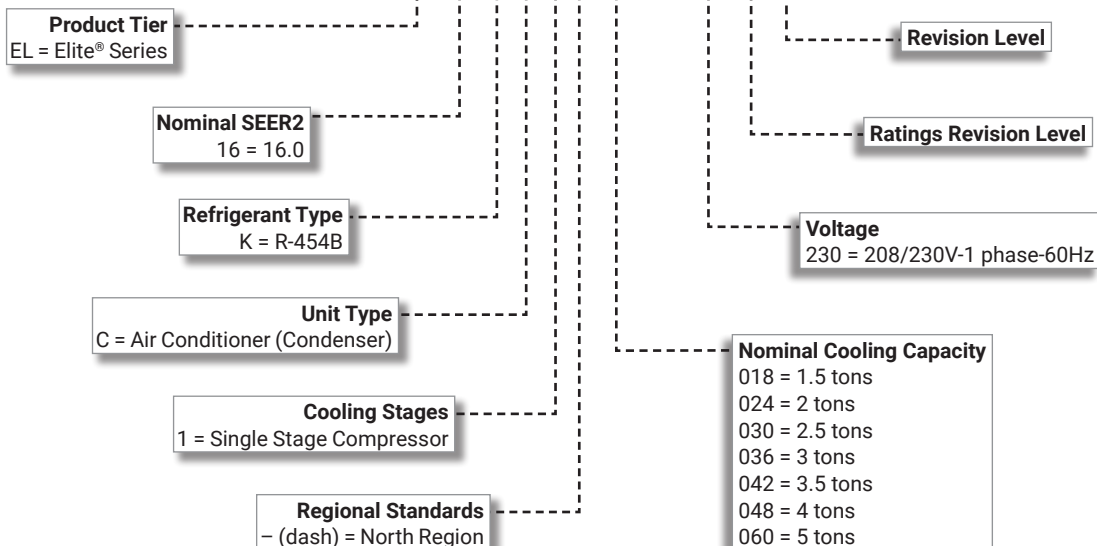 Product Tier
EL = Elite® Series
Nominal SEER2
16 = 16.0
Refrigerant Type
K = R-454B
Unit Type
C = Air Conditioner (Condenser)
Cooling Stages
1 = Single Stage Compressor
Regional Standards
– (dash) = North Region
Revision Level
Ratings Revision Level
Voltage
230 = 208/230V-1 phase-60Hz
Nominal Cooling Capacity
018 = 1.5 tons
024 = 2 tons
030 = 2.5 tons
036 = 3 tons
042 = 3.5 tons
048 = 4 tons
060 = 5 tons